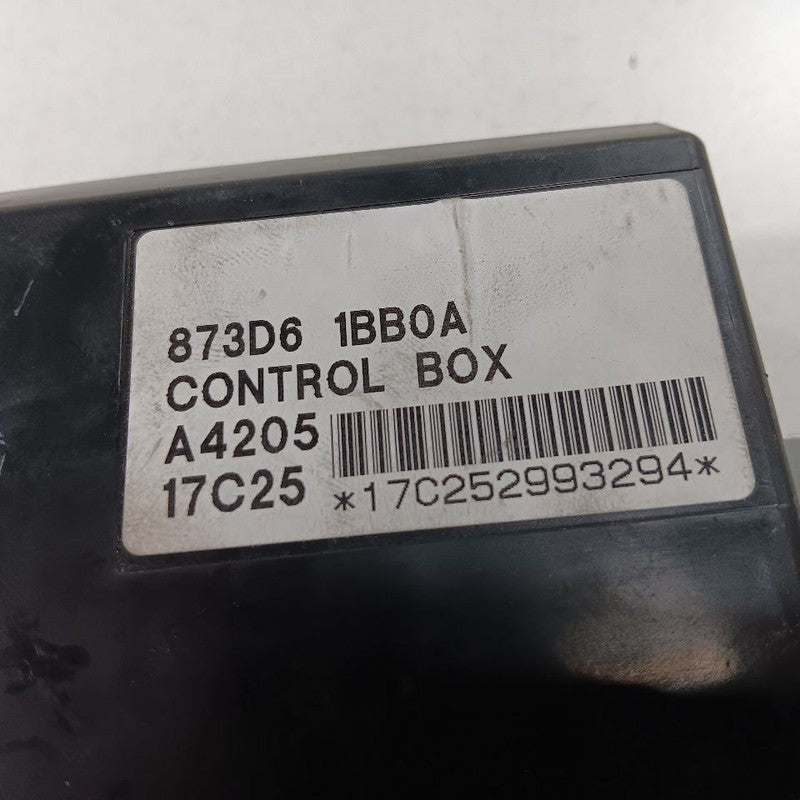 873D6 1BB0A
CONTROL BOX
A4205
17C25 *17C252993294*